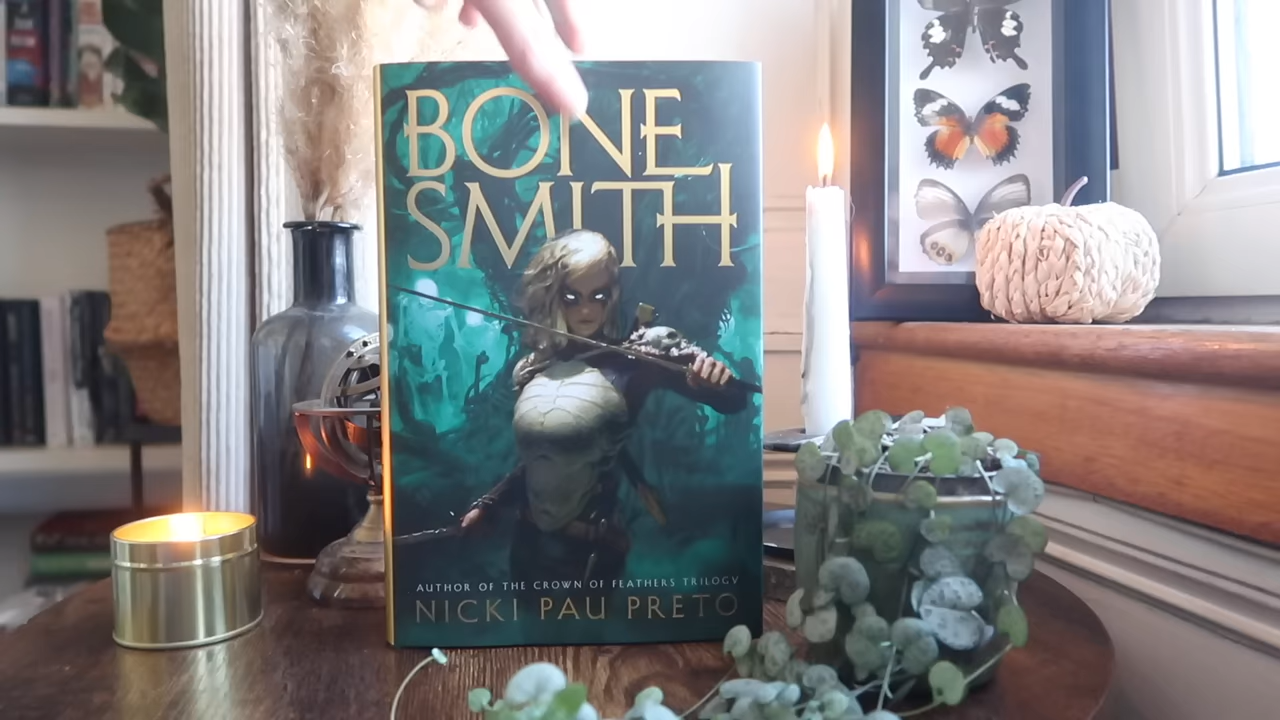 BONE
SMITH
AUTHOR OF THE CROWN OF FEATHERS TRILOGY
NICKI PAU PRETO